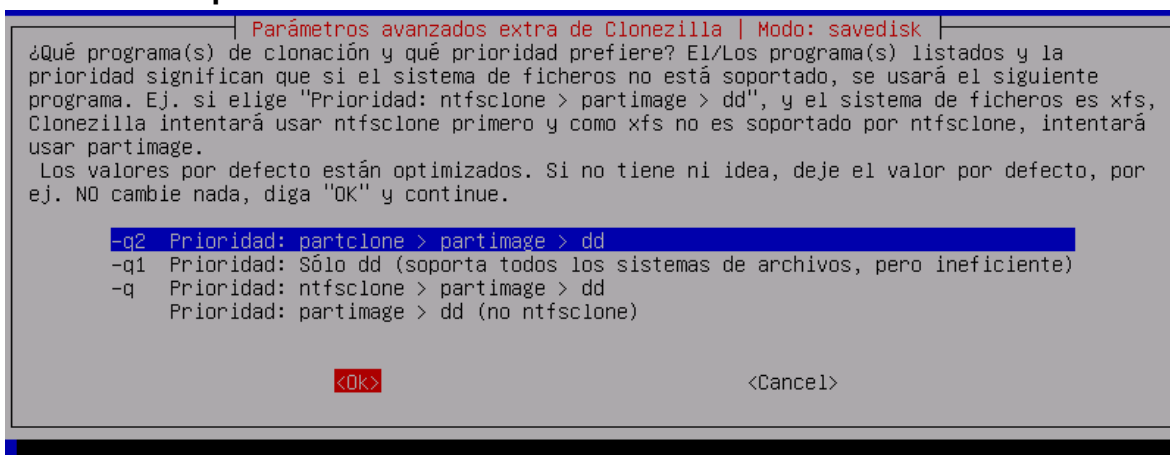 Parámetros avanzados extra de Clonezilla | Modo: savedisk
¿Qué programa(s) de clonación y qué prioridad prefiere? El/Los programa(s) listados y la
prioridad significan que si el sistema de ficheros no está soportado, se usará el siguiente
programa. Ej. si elige "Prioridad: ntfsclone > partimage > dd", y el sistema de ficheros es xfs,
Clonezilla intentará usar ntfsclone primero y como xfs no es soportado por ntfsclone, intentará
usar partimage.
Los valores por defecto están optimizados. Si no tiene ni idea, deje el valor por defecto, por
ej. NO cambie nada, diga "OK" y continue.
-q2 Prioridad: partclone > partimage > dd
-q1 Prioridad: Sólo dd (soporta todos los sistemas de archivos, pero ineficiente)
-q Prioridad: ntfsclone > partimage > dd
Prioridad: partimage > dd (no ntfsclone)
<Ok> <Cancel>